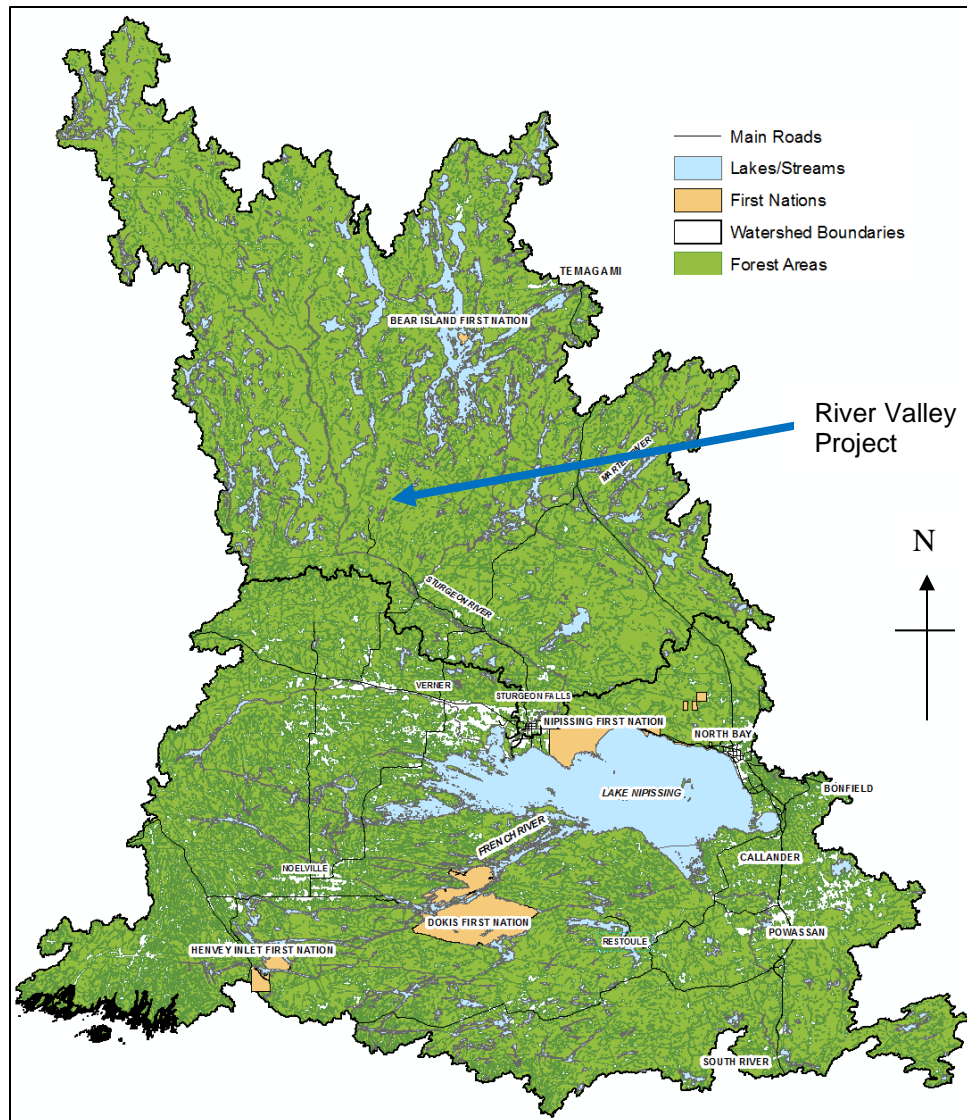 Main Roads
Lakes/Streams
First Nations
Watershed Boundaries
Forest Areas
TEMAGAMI
BEAR ISLAND FIRST NATION
River Valley
Project
MARTEN RIVER
N
STURGEON RIVER
VERNER
STURGEON FALLS
NIPISSING FIRST NATION
NORTH BAY
BONFIELD
LAKE NIPISSING
FRENCH RIVER
CALLANDER
NOELVILLE
DOKIS FIRST NATION
POWASSAN
RESTOULE
HENVEY INLET FIRST NATION
SOUTH RIVER